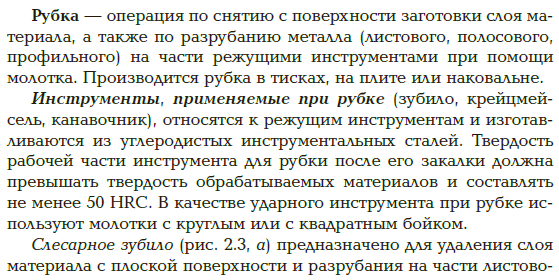 Рубка — операция по снятию с поверхности заготовки слоя ма-
териала, а также по разрубанию металла (листового, полосового,
профильного) на части режущими инструментами при помощи
молотка. Производится рубка в тисках, на плите или наковальне.
Инструменты, применяемые при рубке (зубило, крейцмей-
сель, канавочник), относятся к режущим инструментам и изготав-
ливаются из углеродистых инструментальных сталей. Твердость
рабочей части инструмента для рубки после его закалки должна
превышать твердость обрабатываемых материалов и составлять
не менее 50 HRC. В качестве ударного инструмента при рубке ис-
пользуют молотки с круглым или с квадратным бойком.
Слесарное зубило (рис. 2.3, а) предназначено для удаления слоя
материала с плоской поверхности и разрубания на части листово-